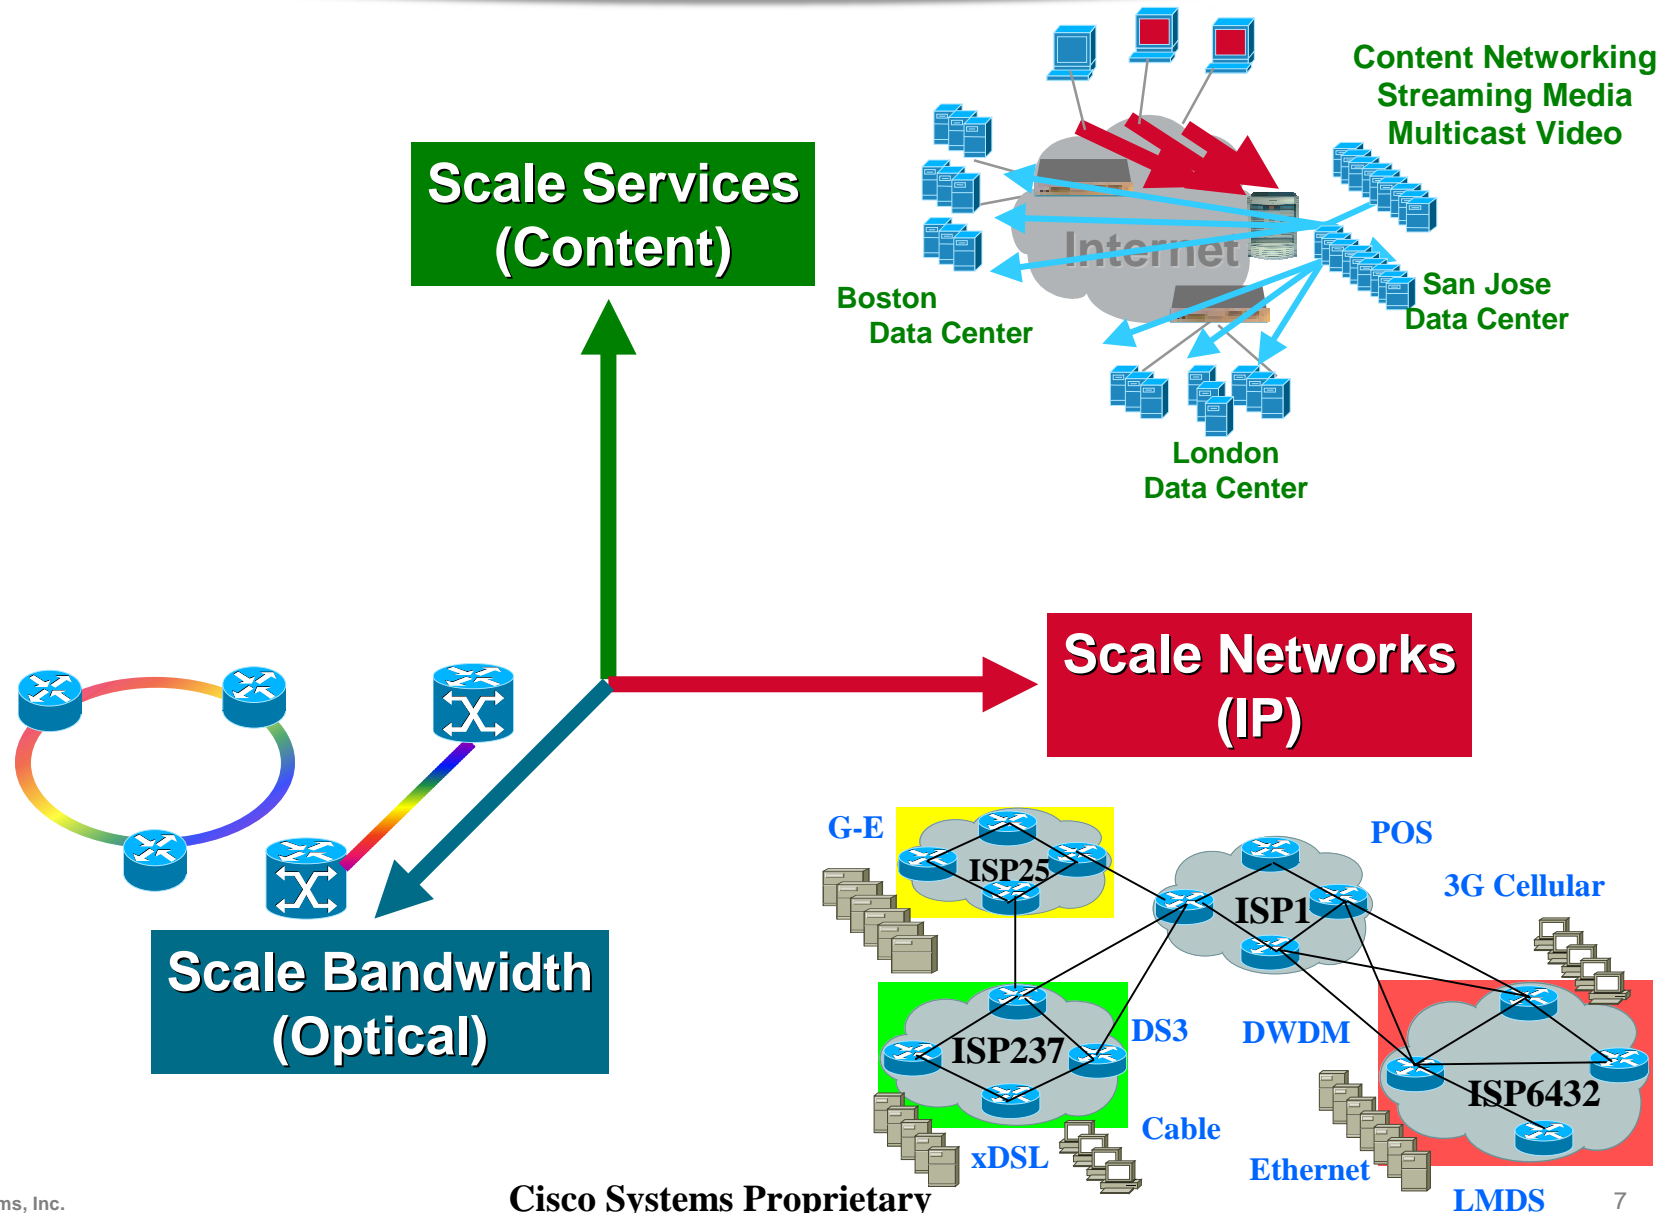 Content Networking
Streaming Media
Multicast Video
Scale Services
(Content)
Internet
Boston
Data Center
San Jose
Data Center
London
Data Center
Scale Networks
(IP)
Scale Bandwidth
(Optical)
G-E
ISP25
POS
ISP1
3G Cellular
ISP237
DS3
DWDM
ISP6432
Cable
xDSL
Ethernet
LMDS
ms, Inc.
Cisco Systems Proprietary
7